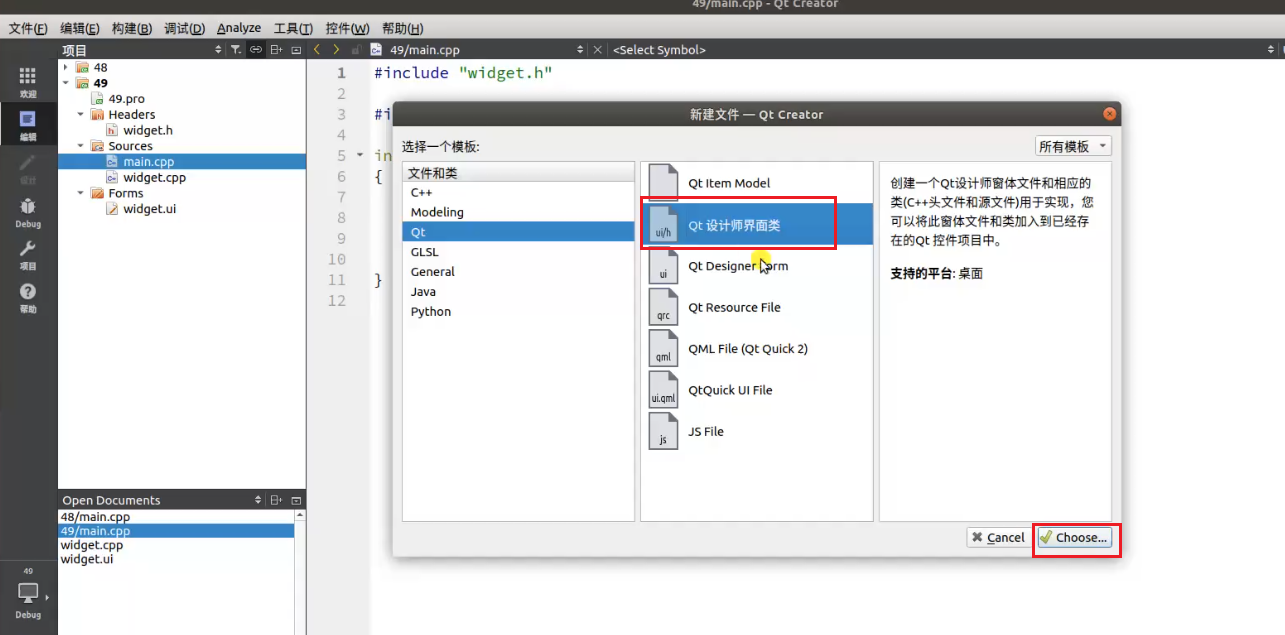 49/main.cpp - Qt Creator
文件(F) 编辑(E) 构建(B) 调试(D) Analyze 工具(T) 控件(W) 帮助(H)
项目
49/main.cpp
<Select Symbol>
欢迎
编辑
设计
Debug
项目
帮助
49
Debug
48
49
49.pro
Headers
widget.h
Sources
main.cpp
widget.cpp
Forms
widget.ui
Open Documents
48/main.cpp
49/main.cpp
widget.cpp
widget.ui
1 #include "widget.h"
2
3 #i
4
5 in
6 {
7
8
9
10
11 }
12
新建文件 — Qt Creator
选择一个模板:
所有模板
文件和类
C++
Modeling
Qt
GLSL
General
Java
Python
Qt Item Model
ui/h Qt 设计师界面类
ui Qt Designer Form
qrc Qt Resource File
qml QML File (Qt Quick 2)
ui.qml QtQuick UI File
js JS File
创建一个Qt设计师窗体文件和相应的
类(C++头文件和源文件)用于实现，您
可以将此窗体文件和类加入到已经存
在的Qt 控件项目中。
支持的平台: 桌面
Cancel
Choose...